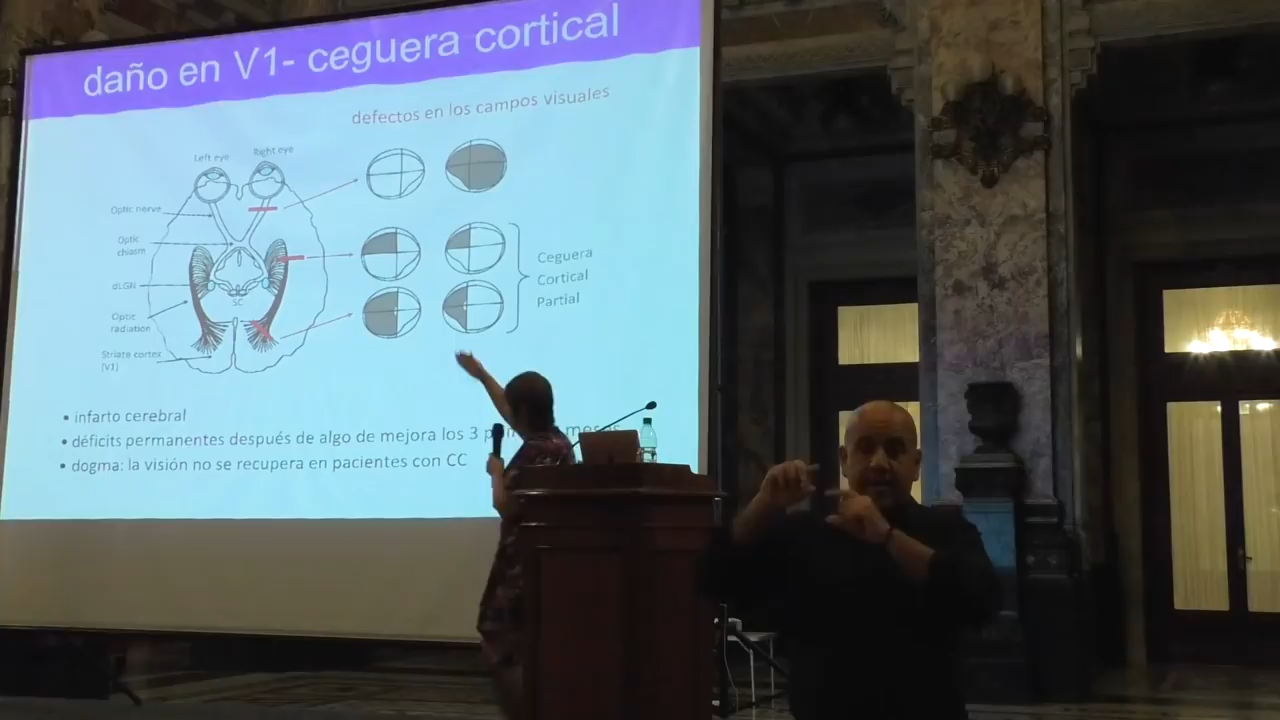 daño en V1- ceguera cortical
defectos en los campos visuales
Left eye
Right eye
Optic nerve
Optic
chiasm
dLGN
SC
Optic
radiation
Striate cortex
(V1)
Ceguera
Cortical
Partial
• infarto cerebral
• déficits permanentes después de algo de mejora los 3
• dogma: la visión no se recupera en pacientes con CC